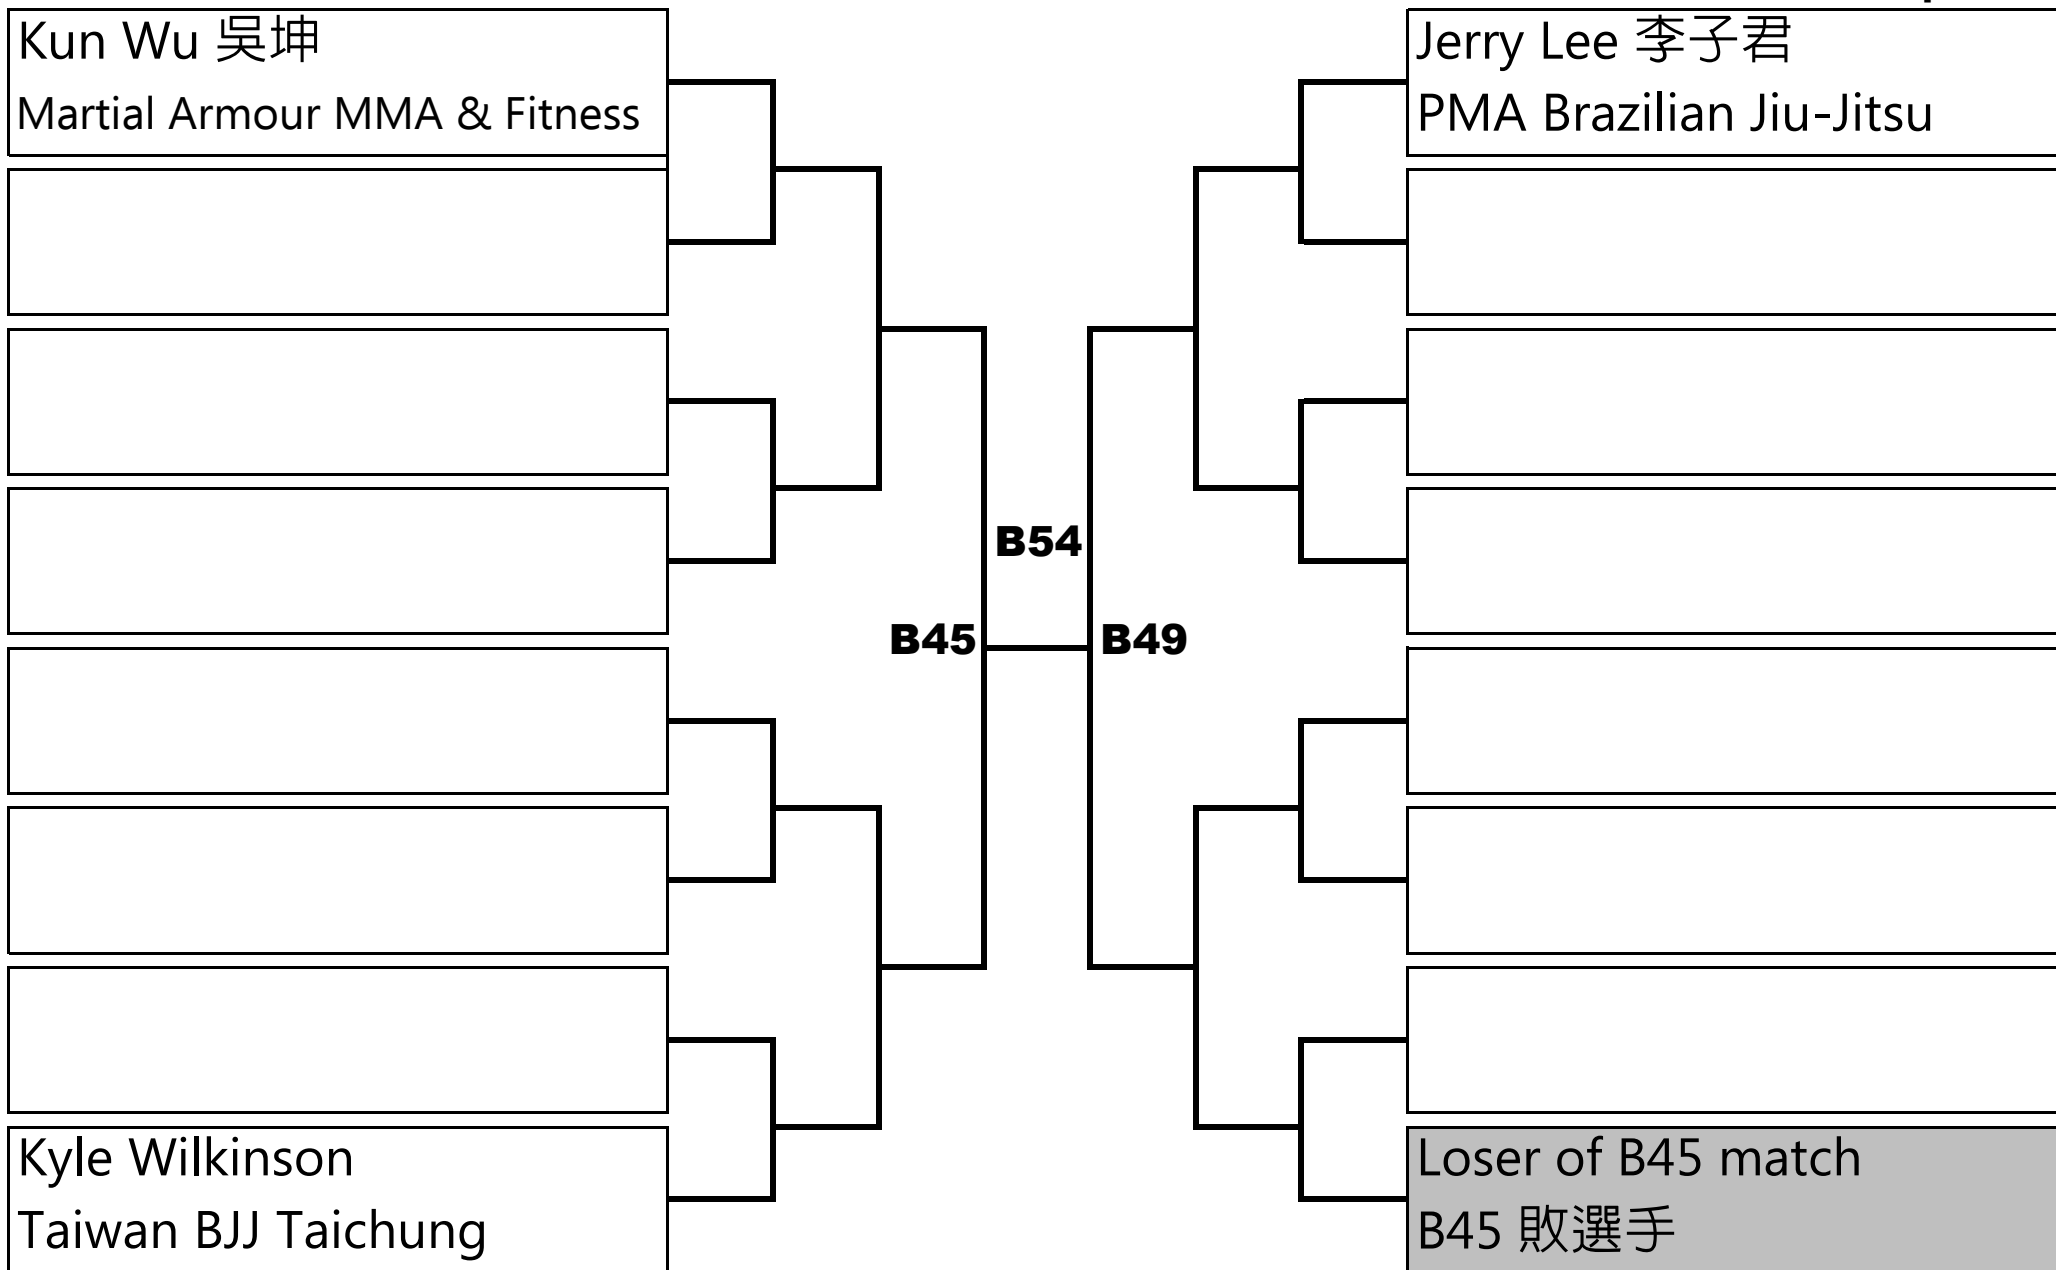 Kun Wu 吳坤
Martial Armour MMA & Fitness
Jerry Lee 李子君
PMA Brazilian Jiu-Jitsu
B54
B45
B49
Kyle Wilkinson
Taiwan BJJ Taichung
Loser of B45 match
B45 敗選手